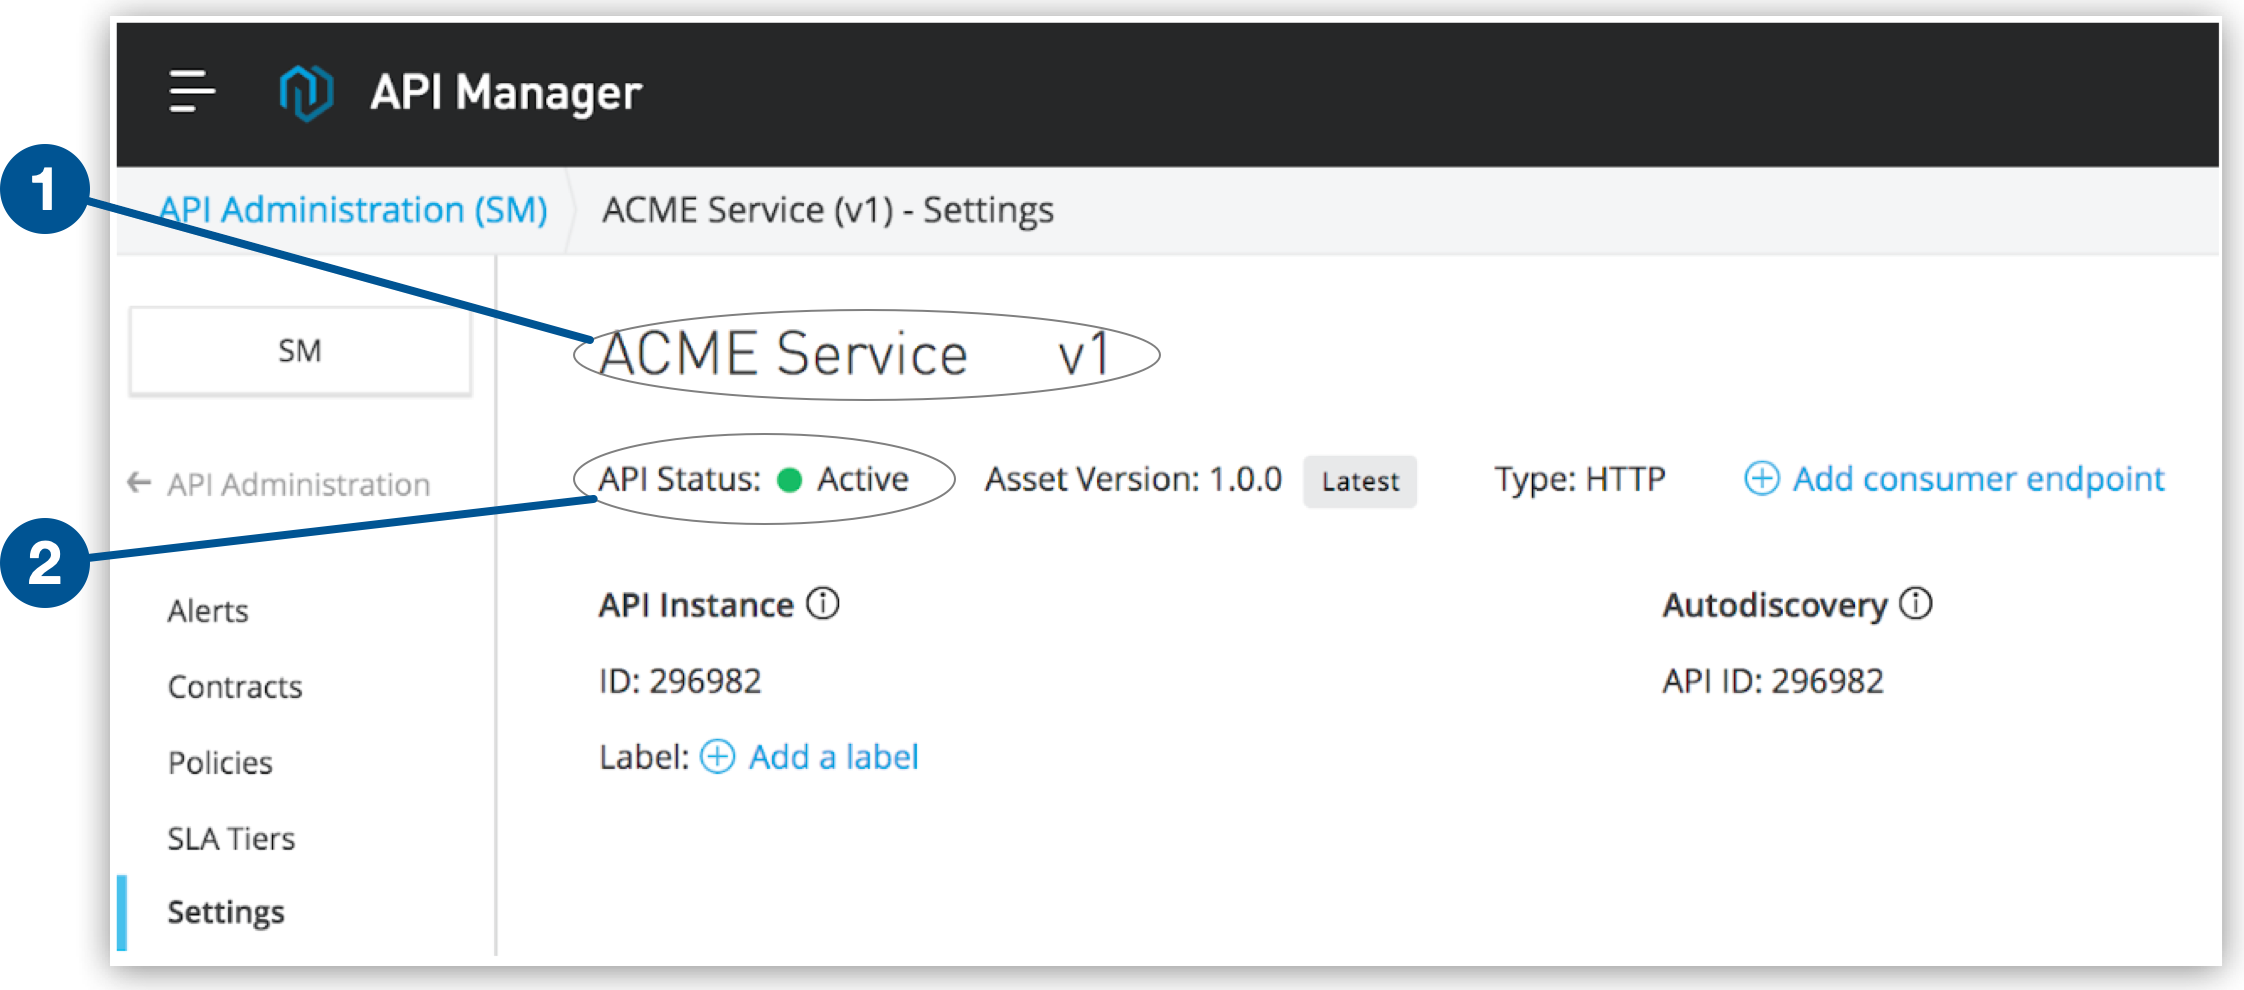 API Manager
1
API Administration (SM) ACME Service (v1) - Settings
SM
ACME Service v1
API Administration
API Status: Active Asset Version: 1.0.0 Latest Type: HTTP Add consumer endpoint
2
Alerts
Contracts
Policies
SLA Tiers
Settings
API Instance
ID: 296982
Label: Add a label
Autodiscovery
API ID: 296982